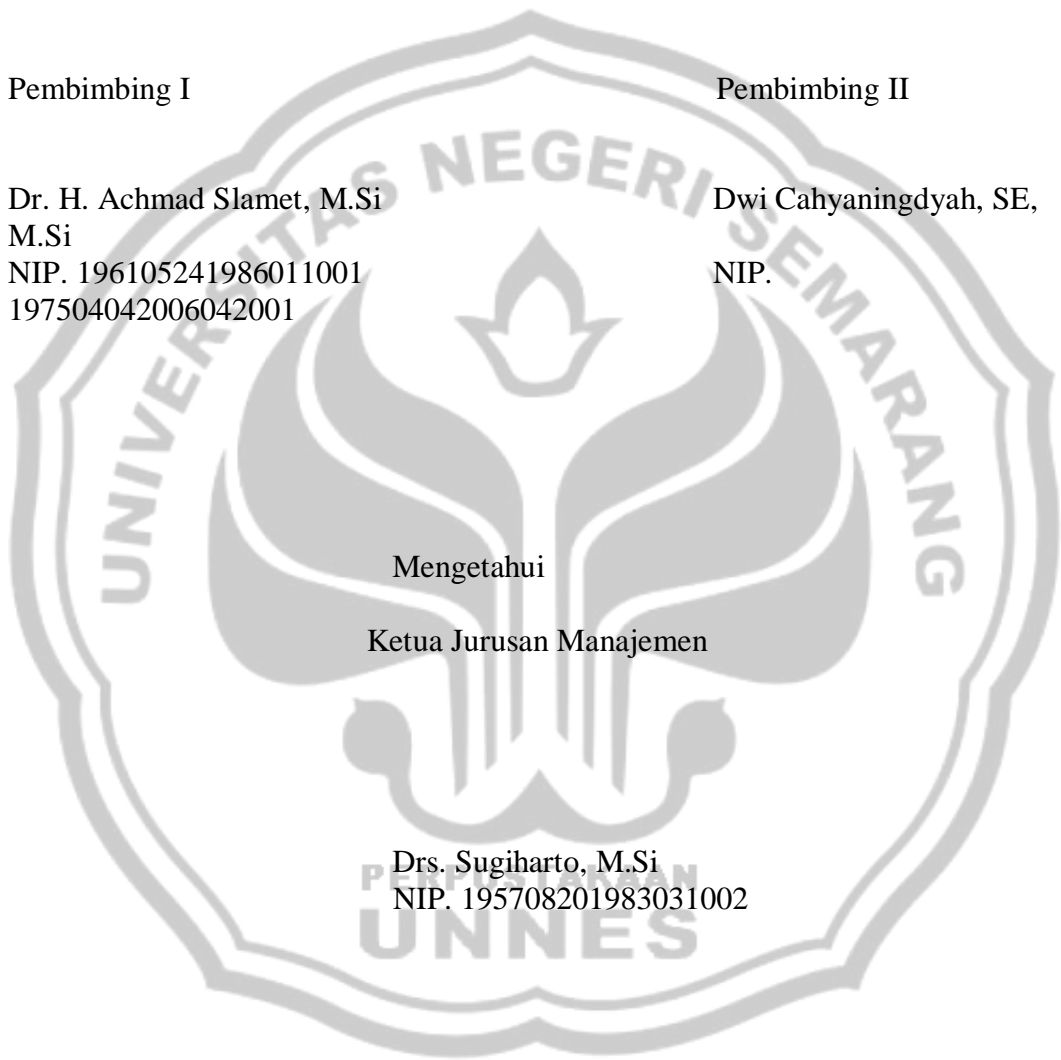 Pembimbing I Pembimbing II
Dr. H. Achmad Slamet, M.Si Dwi Cahyaningdyah, SE,
M.Si
NIP. 196105241986011001 NIP.
197504042006042001
Mengetahui
Ketua Jurusan Manajemen
Drs. Sugiharto, M.Si
NIP. 195708201983031002
UNIVERSITAS NEGERI SEMARANG
PERPUSTAKAAN
UNNES